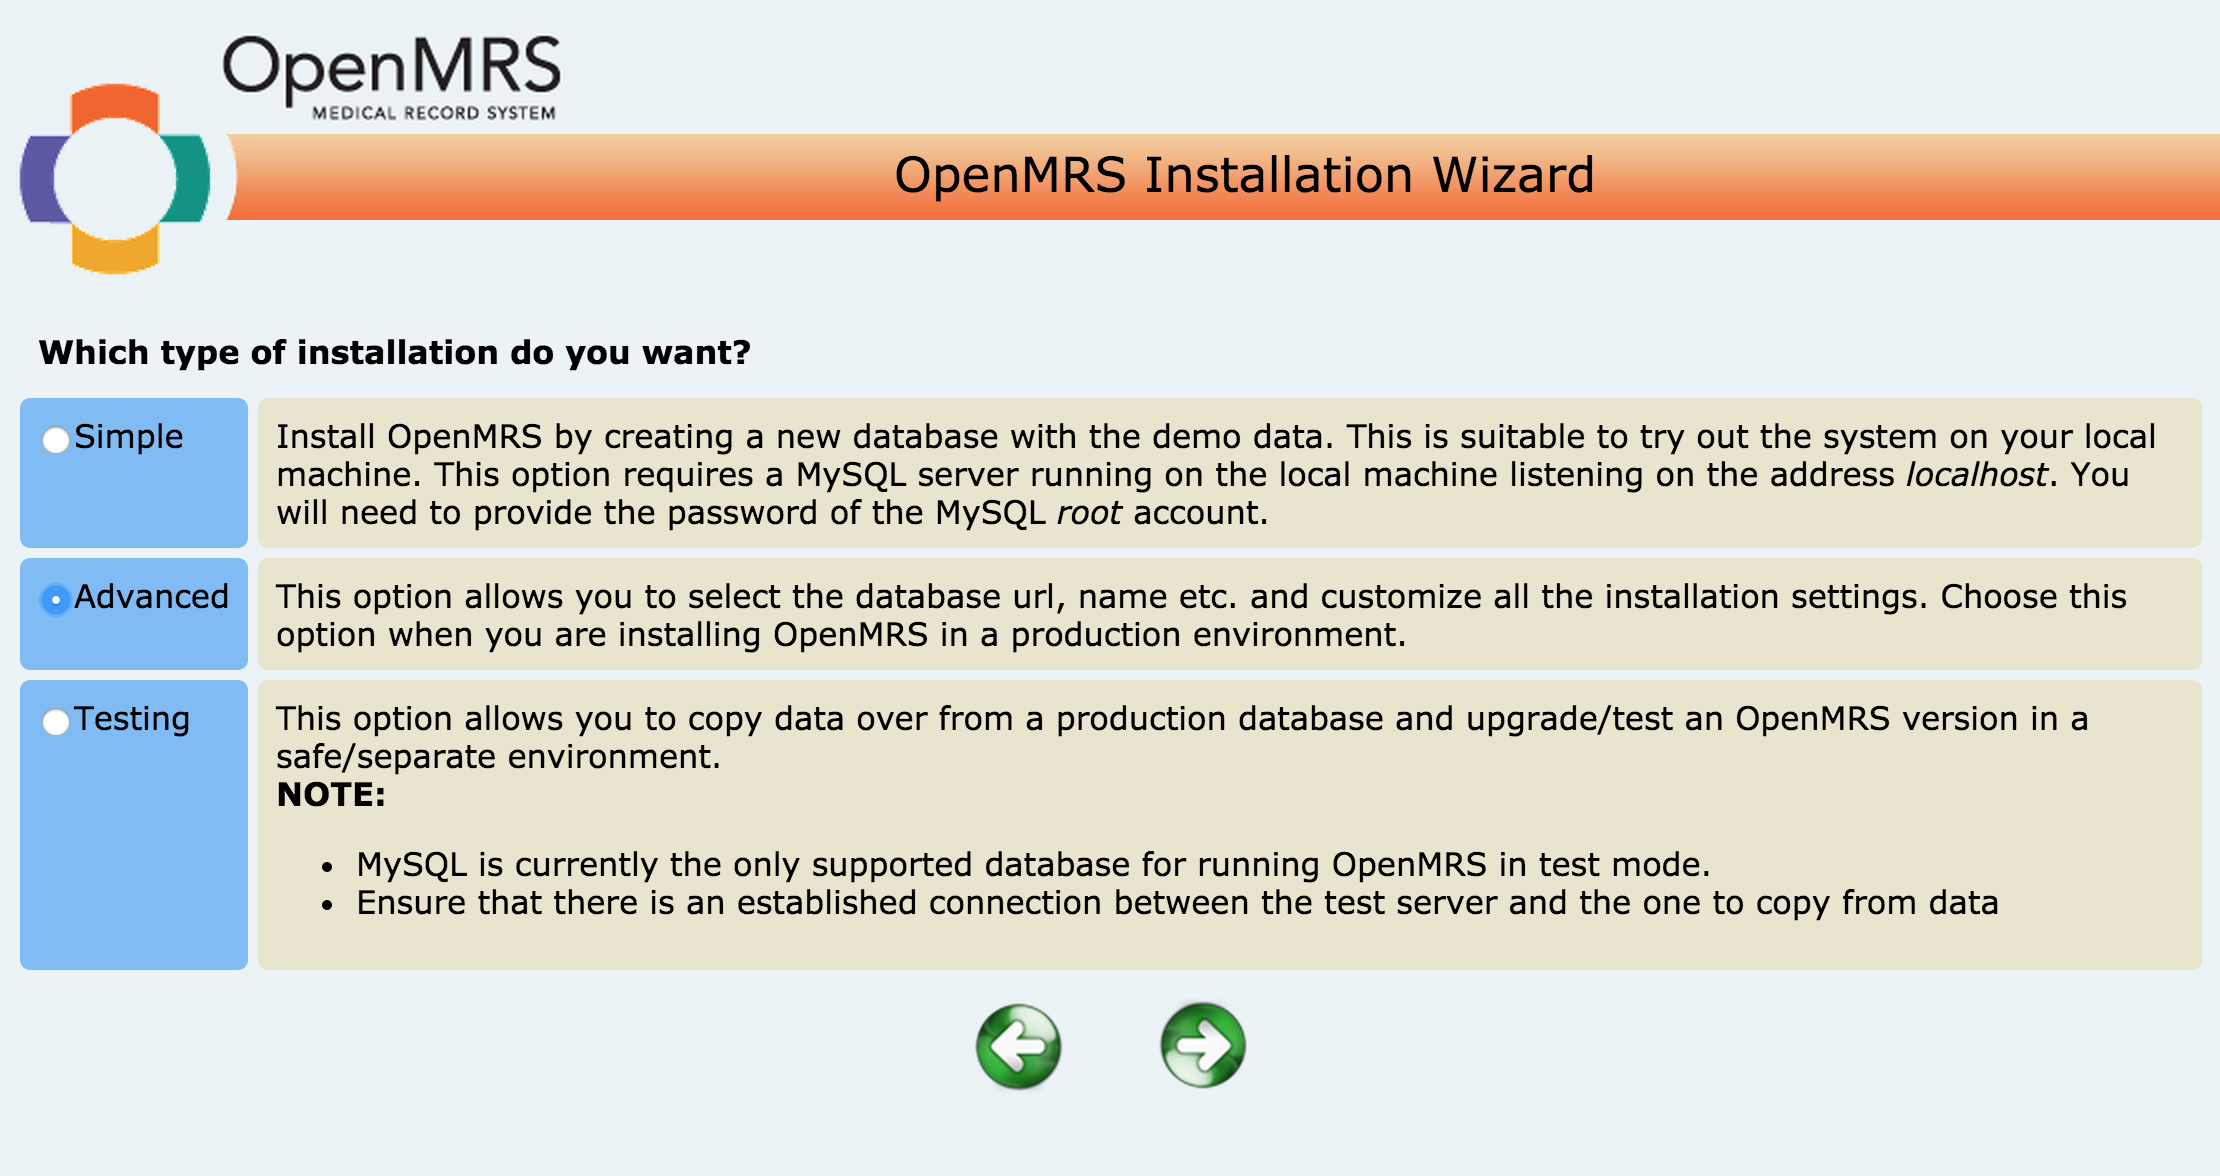 OpenMRS
MEDICAL RECORD SYSTEM
OpenMRS Installation Wizard
Which type of installation do you want?
Simple
Install OpenMRS by creating a new database with the demo data. This is suitable to try out the system on your local
machine. This option requires a MySQL server running on the local machine listening on the address localhost. You
will need to provide the password of the MySQL root account.
Advanced
This option allows you to select the database url, name etc. and customize all the installation settings. Choose this
option when you are installing OpenMRS in a production environment.
Testing
This option allows you to copy data over from a production database and upgrade/test an OpenMRS version in a
safe/separate environment.
NOTE:
• MySQL is currently the only supported database for running OpenMRS in test mode.
• Ensure that there is an established connection between the test server and the one to copy from data